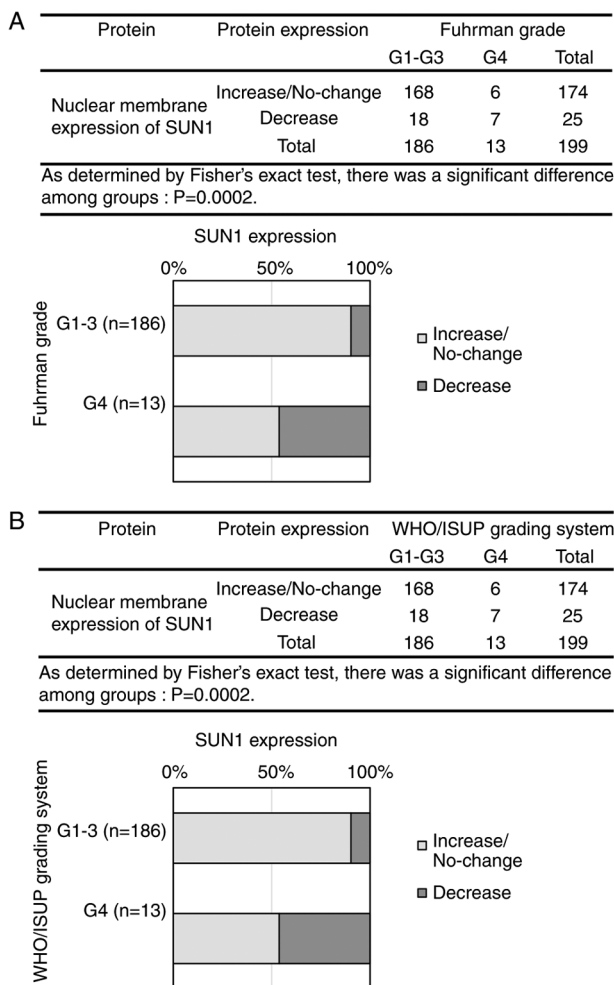 A
Protein Protein expression Fuhrman grade
G1-G3 G4 Total
Nuclear membrane
expression of SUN1
Increase/No-change 168 6 174
Decrease 18 7 25
Total 186 13 199
As determined by Fisher's exact test, there was a significant difference
among groups : P=0.0002.
SUN1 expression
0% 50% 100%
Fuhrman grade
G1-3 (n=186)
G4 (n=13)
Increase/
No-change
Decrease
B
Protein Protein expression WHO/ISUP grading system
G1-G3 G4 Total
Nuclear membrane
expression of SUN1
Increase/No-change 168 6 174
Decrease 18 7 25
Total 186 13 199
As determined by Fisher's exact test, there was a significant difference
among groups : P=0.0002.
SUN1 expression
0% 50% 100%
WHO/ISUP grading system
G1-3 (n=186)
G4 (n=13)
Increase/
No-change
Decrease